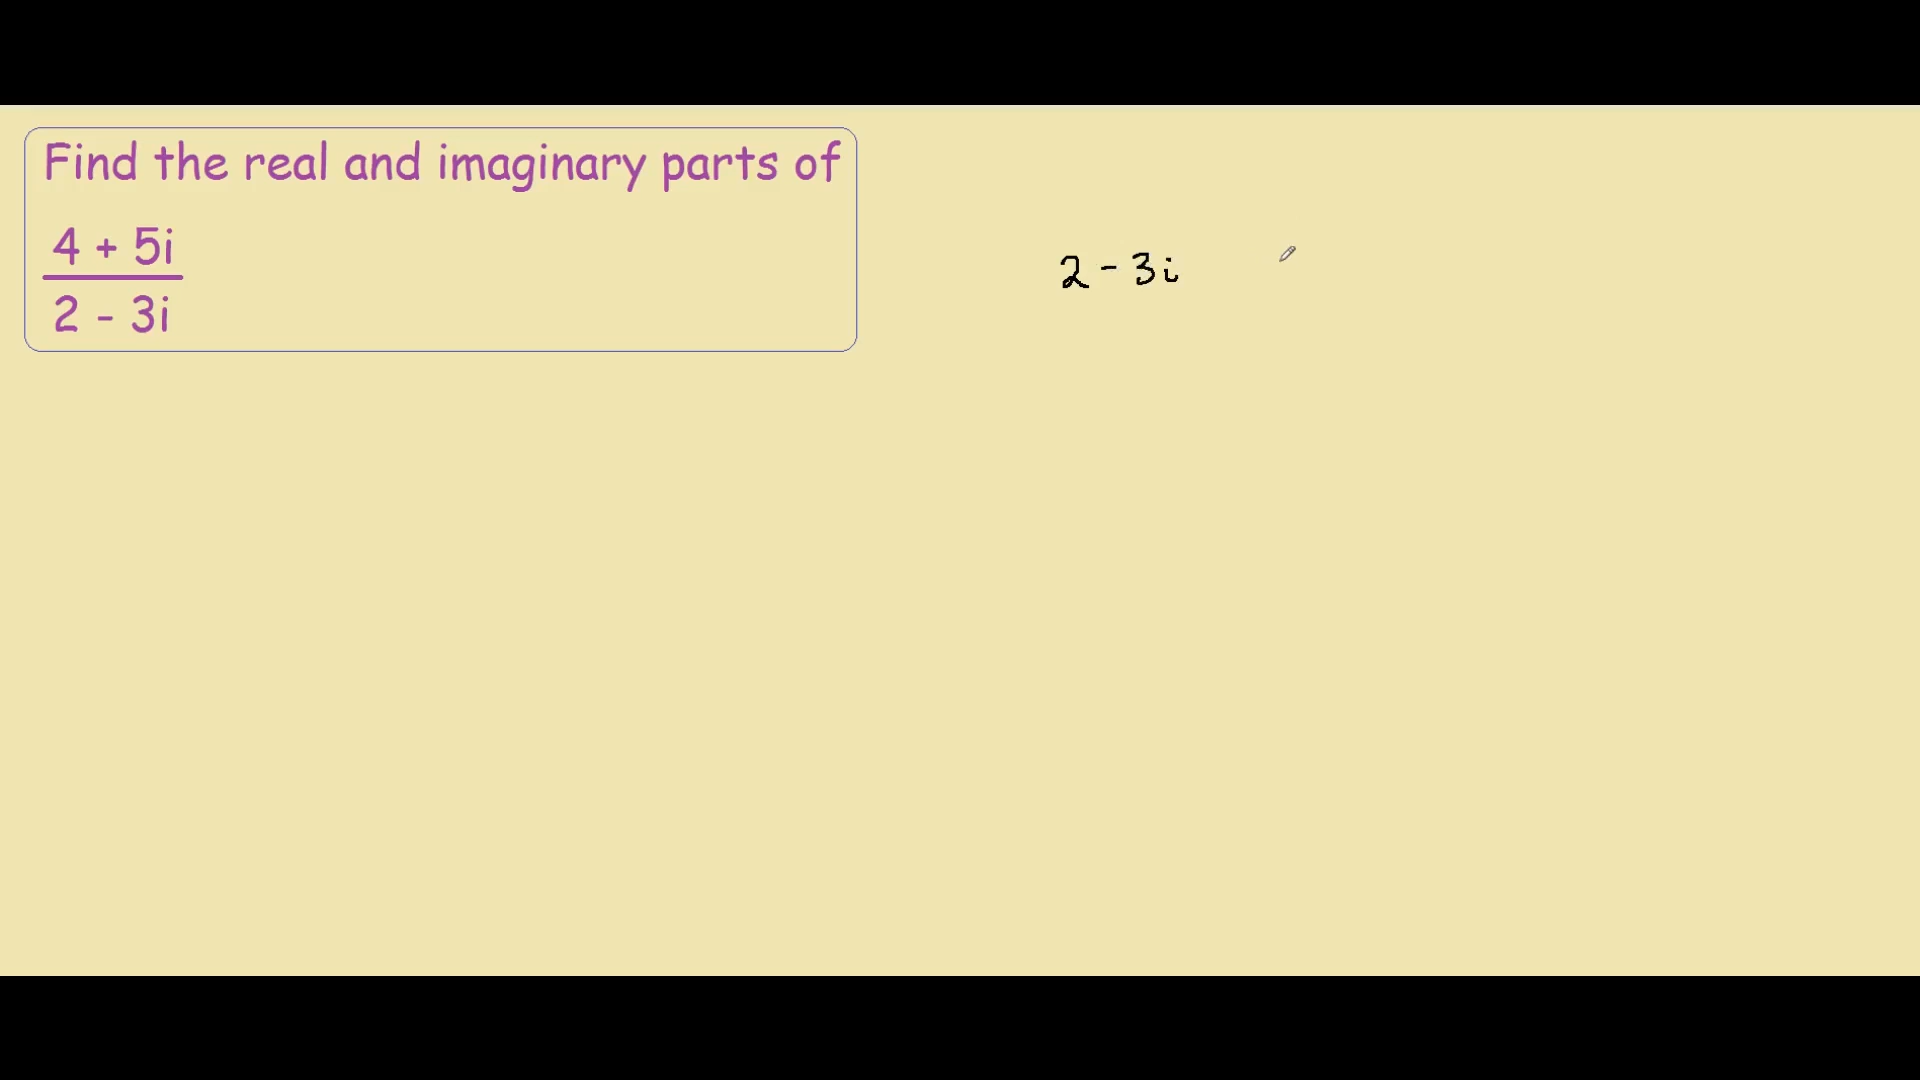 Find the real and imaginary parts of
4 + 5i
2 - 3i
2 - 3i